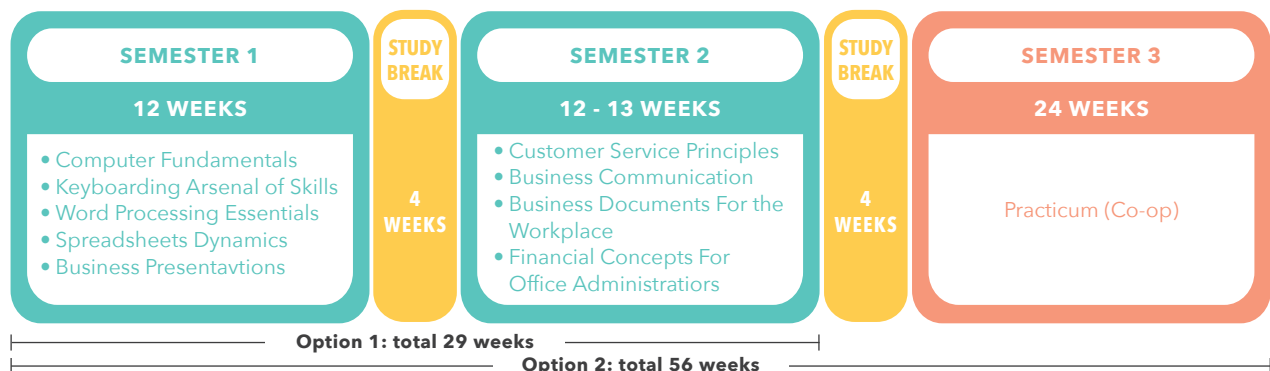 SEMESTER 1
12 WEEKS
• Computer Fundamentals
• Keyboarding Arsenal of Skills
• Word Processing Essentials
• Spreadsheets Dynamics
• Business Presentavtions
STUDY
BREAK
4
WEEKS
SEMESTER 2
12 - 13 WEEKS
• Customer Service Principles
• Business Communication
• Business Documents For the
Workplace
• Financial Concepts For
Office Administratiors
STUDY
BREAK
4
WEEKS
SEMESTER 3
24 WEEKS
Practicum (Co-op)
Option 1: total 29 weeks
Option 2: total 56 weeks